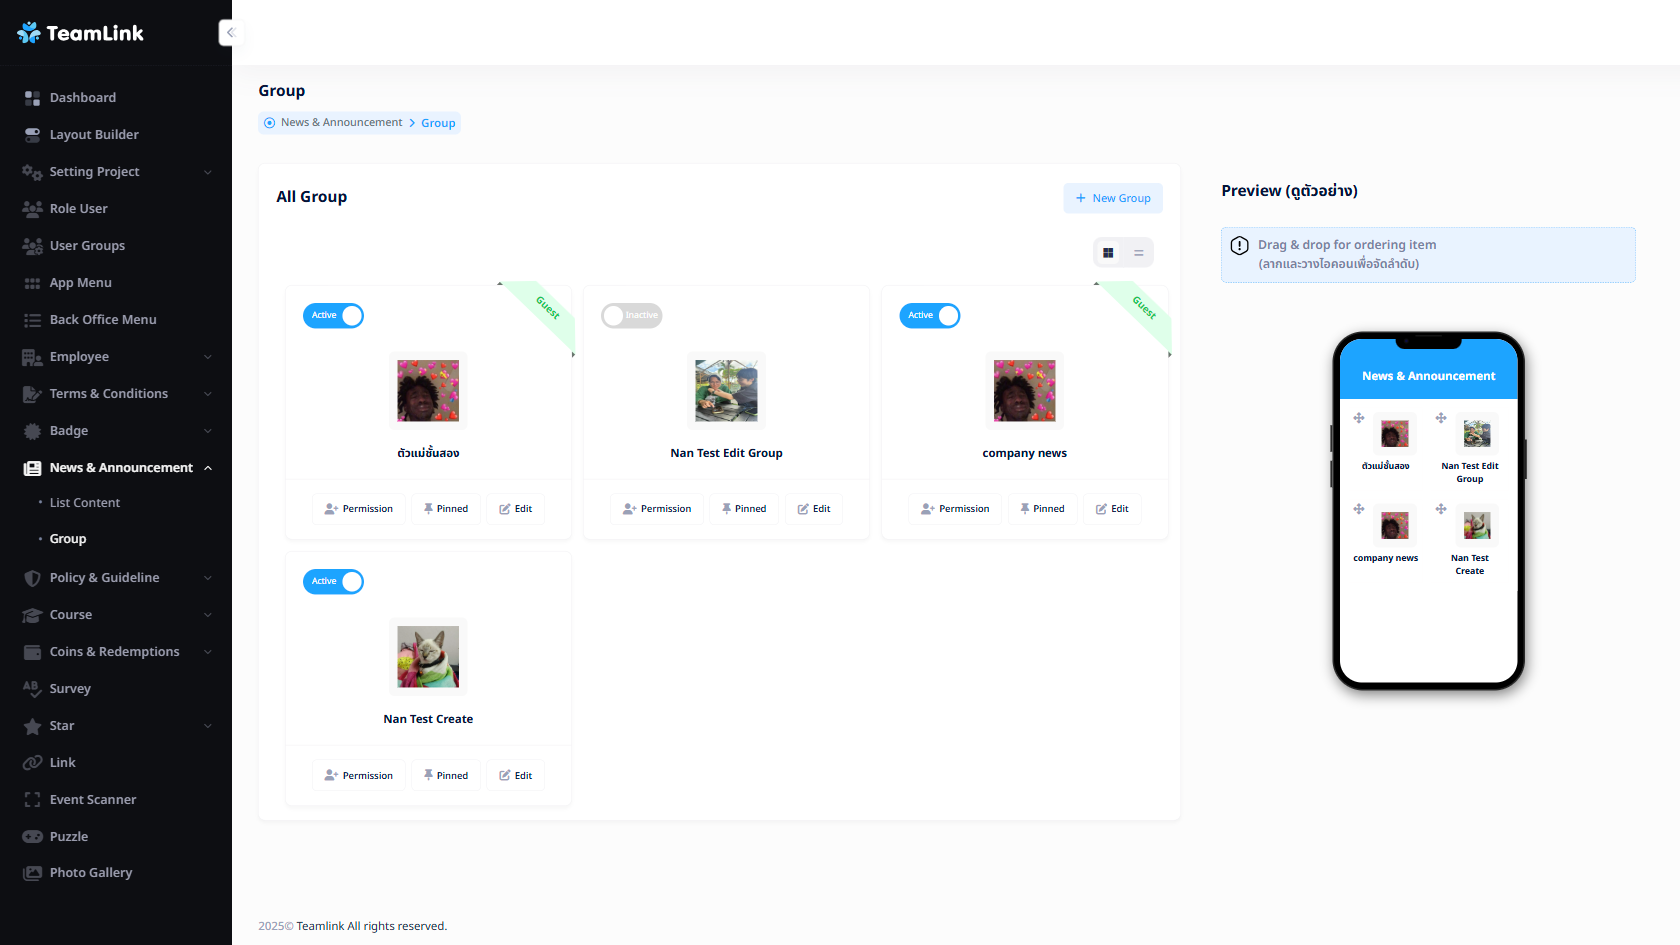 TeamLink
Dashboard
Layout Builder
Setting Project
Role User
User Groups
App Menu
Back Office Menu
Employee
Terms & Conditions
Badge
News & Announcement
List Content
Group
Policy & Guideline
Course
Coins & Redemptions
Survey
Star
Link
Event Scanner
Puzzle
Photo Gallery
Group
News & Announcement > Group
All Group
+ New Group
Active
Guest
ตัวแม่ชั้นสอง
Permission Pinned Edit
Inactive
Nan Test Edit Group
Permission Pinned Edit
Active
Guest
company news
Permission Pinned Edit
Active
Nan Test Create
Permission Pinned Edit
Preview (ดูตัวอย่าง)
Drag & drop for ordering item
(ลากและวางไอคอนเพื่อจัดลำดับ)
News & Announcement
ตัวแม่ชั้นสอง
Nan Test Edit
Group
company news
Nan Test
Create
2025© Teamlink All rights reserved.